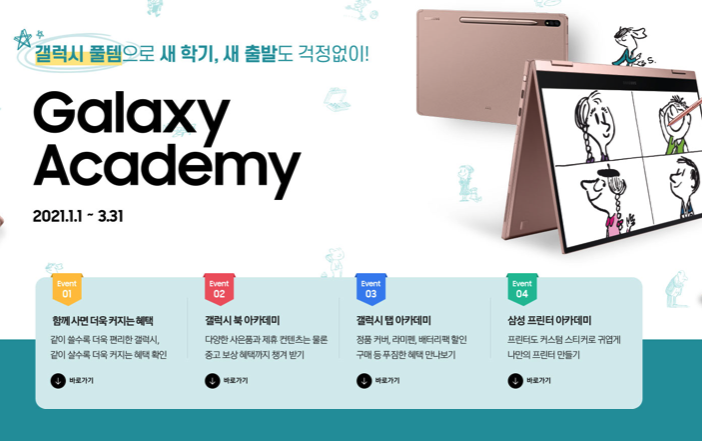 갤럭시 풀템으로 새 학기, 새 출발도 걱정없이!
Galaxy
Academy
2021.1.1 ~ 3.31
Event
01
함께 사면 더욱 커지는 혜택
같이 쓸수록 더욱 편리한 갤럭시,
같이 살수록 더욱 커지는 혜택 확인
바로가기
Event
02
갤럭시 북 아카데미
다양한 사은품과 제휴 컨텐츠는 물론
중고 보상 혜택까지 챙겨 받기
바로가기
Event
03
갤럭시 탭 아카데미
정품 커버, 라미펜, 배터리팩 할인
구매 등 푸짐한 혜택 만나보기
바로가기
Event
04
삼성 프린터 아카데미
프린터도 커스텀 스티커로 귀엽게
나만의 프린터 만들기
바로가기